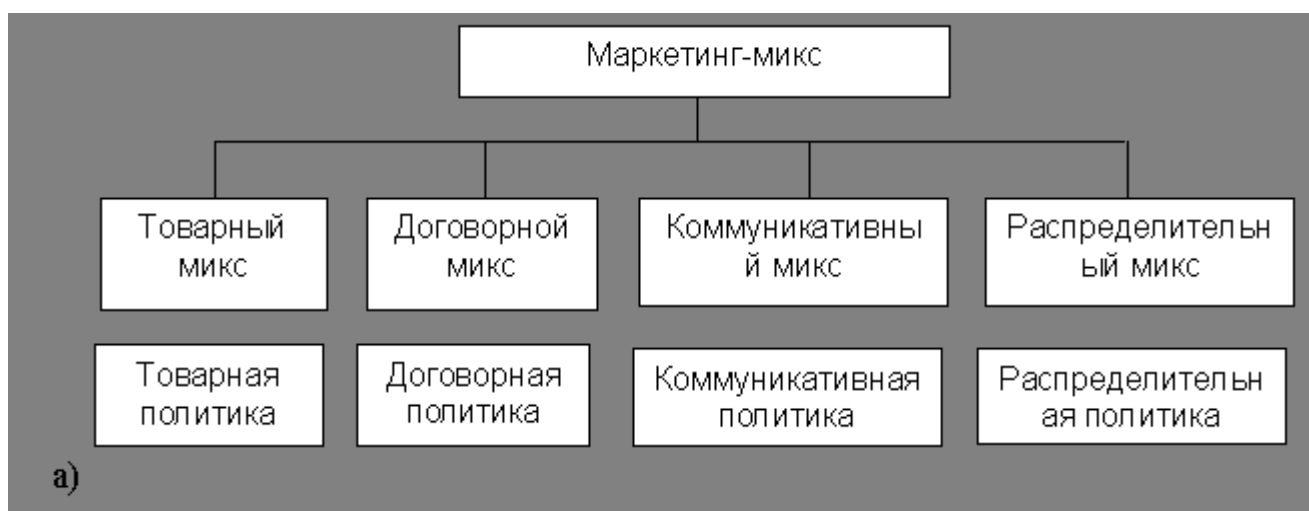 Маркетинг-микс
Товарный
микс
Договорной
микс
Коммуникативны
й микс
Распределительн
ый микс
Товарная
политика
Договорная
политика
Коммуникативная
политика
Распределительн
ая политика
а)